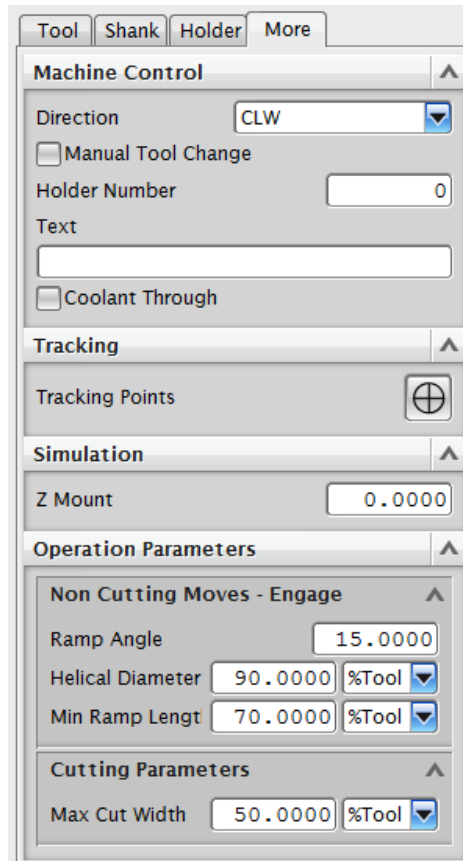 Tool Shank Holder More
Machine Control
Direction CLW
Manual Tool Change
Holder Number 0
Text
Coolant Through
Tracking
Tracking Points
Simulation
Z Mount 0.0000
Operation Parameters
Non Cutting Moves - Engage
Ramp Angle 15.0000
Helical Diameter 90.0000 %Tool
Min Ramp Lengt 70.0000 %Tool
Cutting Parameters
Max Cut Width 50.0000 %Tool